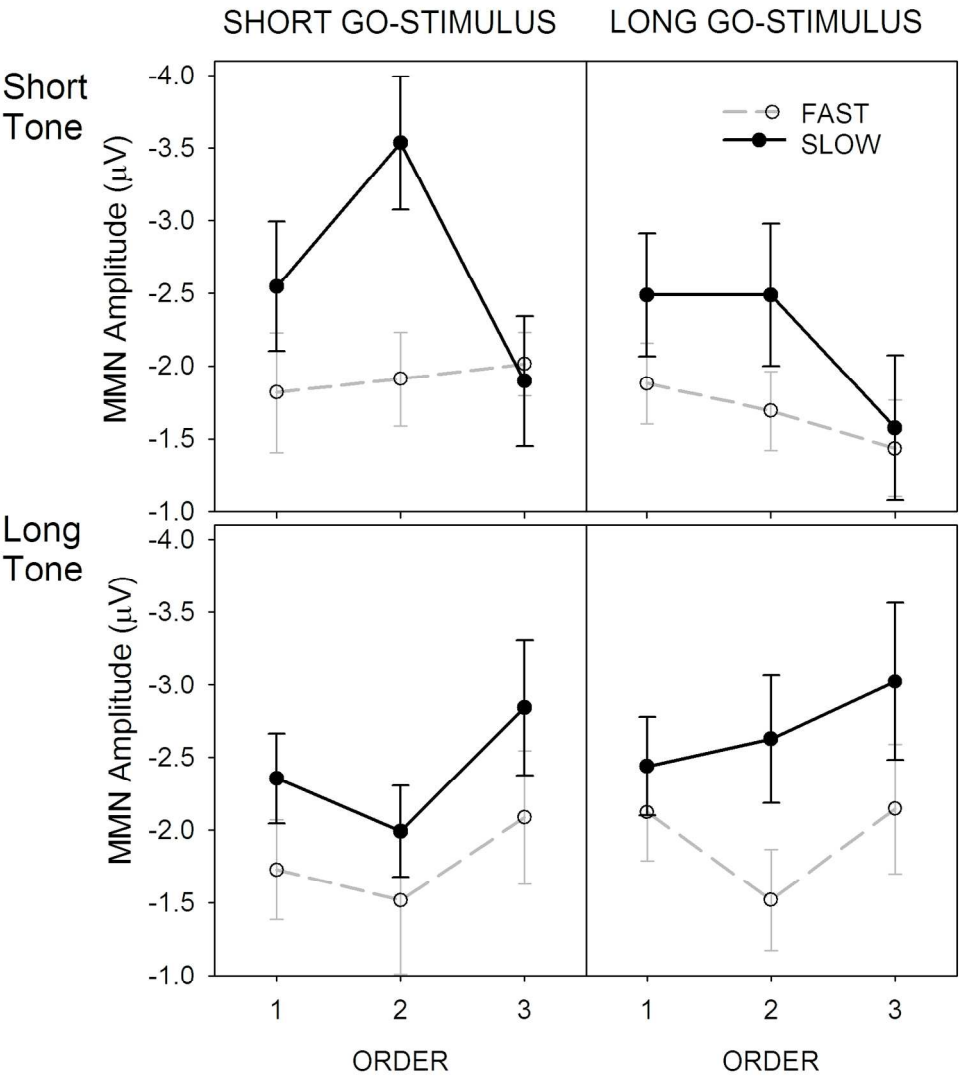 SHORT GO-STIMULUS LONG GO-STIMULUS
Short
Tone
MMN Amplitude (µV)
-4.0
-3.5
-3.0
-2.5
-2.0
-1.5
-1.0
FAST
SLOW
Long
Tone
MMN Amplitude (µV)
-4.0
-3.5
-3.0
-2.5
-2.0
-1.5
-1.0
1 2 3 1 2 3
ORDER ORDER